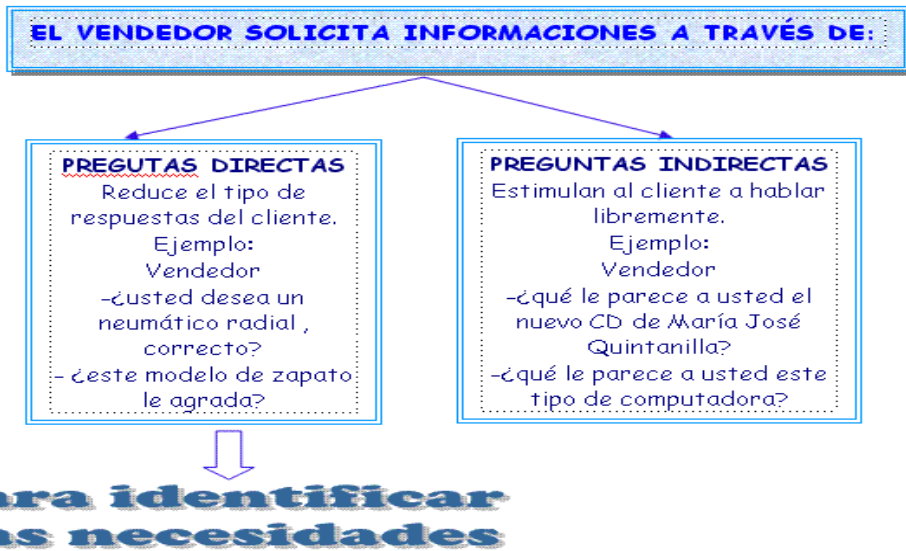 EL VENDEDOR SOLICITA INFORMACIONES A TRAVÉS DE:
PREGUTAS DIRECTAS
Reduce el tipo de
respuestas del cliente.
Ejemplo:
Vendedor
-¿usted desea un
neumático radial ,
correcto?
- ¿este modelo de zapato
le agrada?
PREGUNTAS INDIRECTAS
Estimulan al cliente a hablar
libremente.
Ejemplo:
Vendedor
-¿qué le parece a usted el
nuevo CD de María José
Quintanilla?
-¿qué le parece a usted este
tipo de computadora?
ara identificar
as necesidades